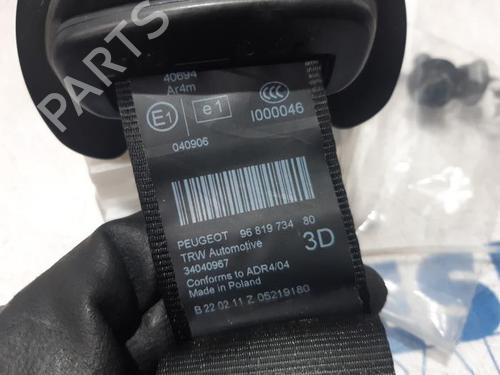 PARTS
40694
Ar4m
E1 e1 CCC
I000046
040906
PEUGEOT 96 819 734 80
TRW Automotive 3D
34040967
Conforms to ADR4/04
Made in Poland
B 22 02 11 Z 05219180